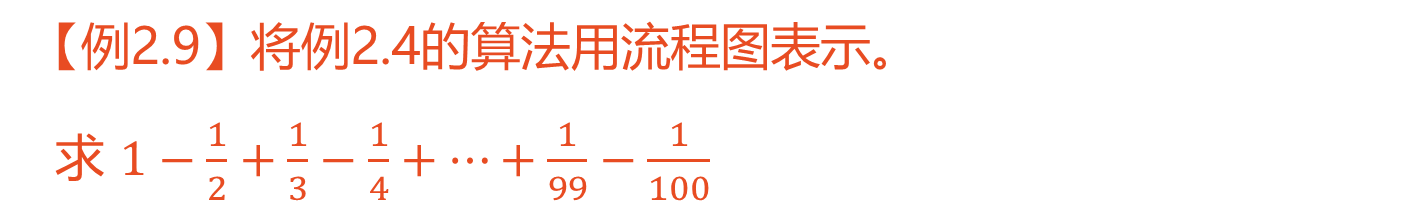 【例2.9】将例2.4的算法用流程图表示。
求 1 − 1/2 + 1/3 − 1/4 + ⋯ + 1/99 − 1/100